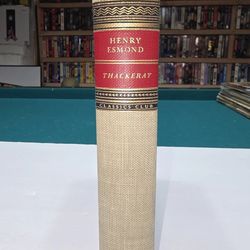 HENRY
ESMOND
THACKERAY
CLASSICS CLUB